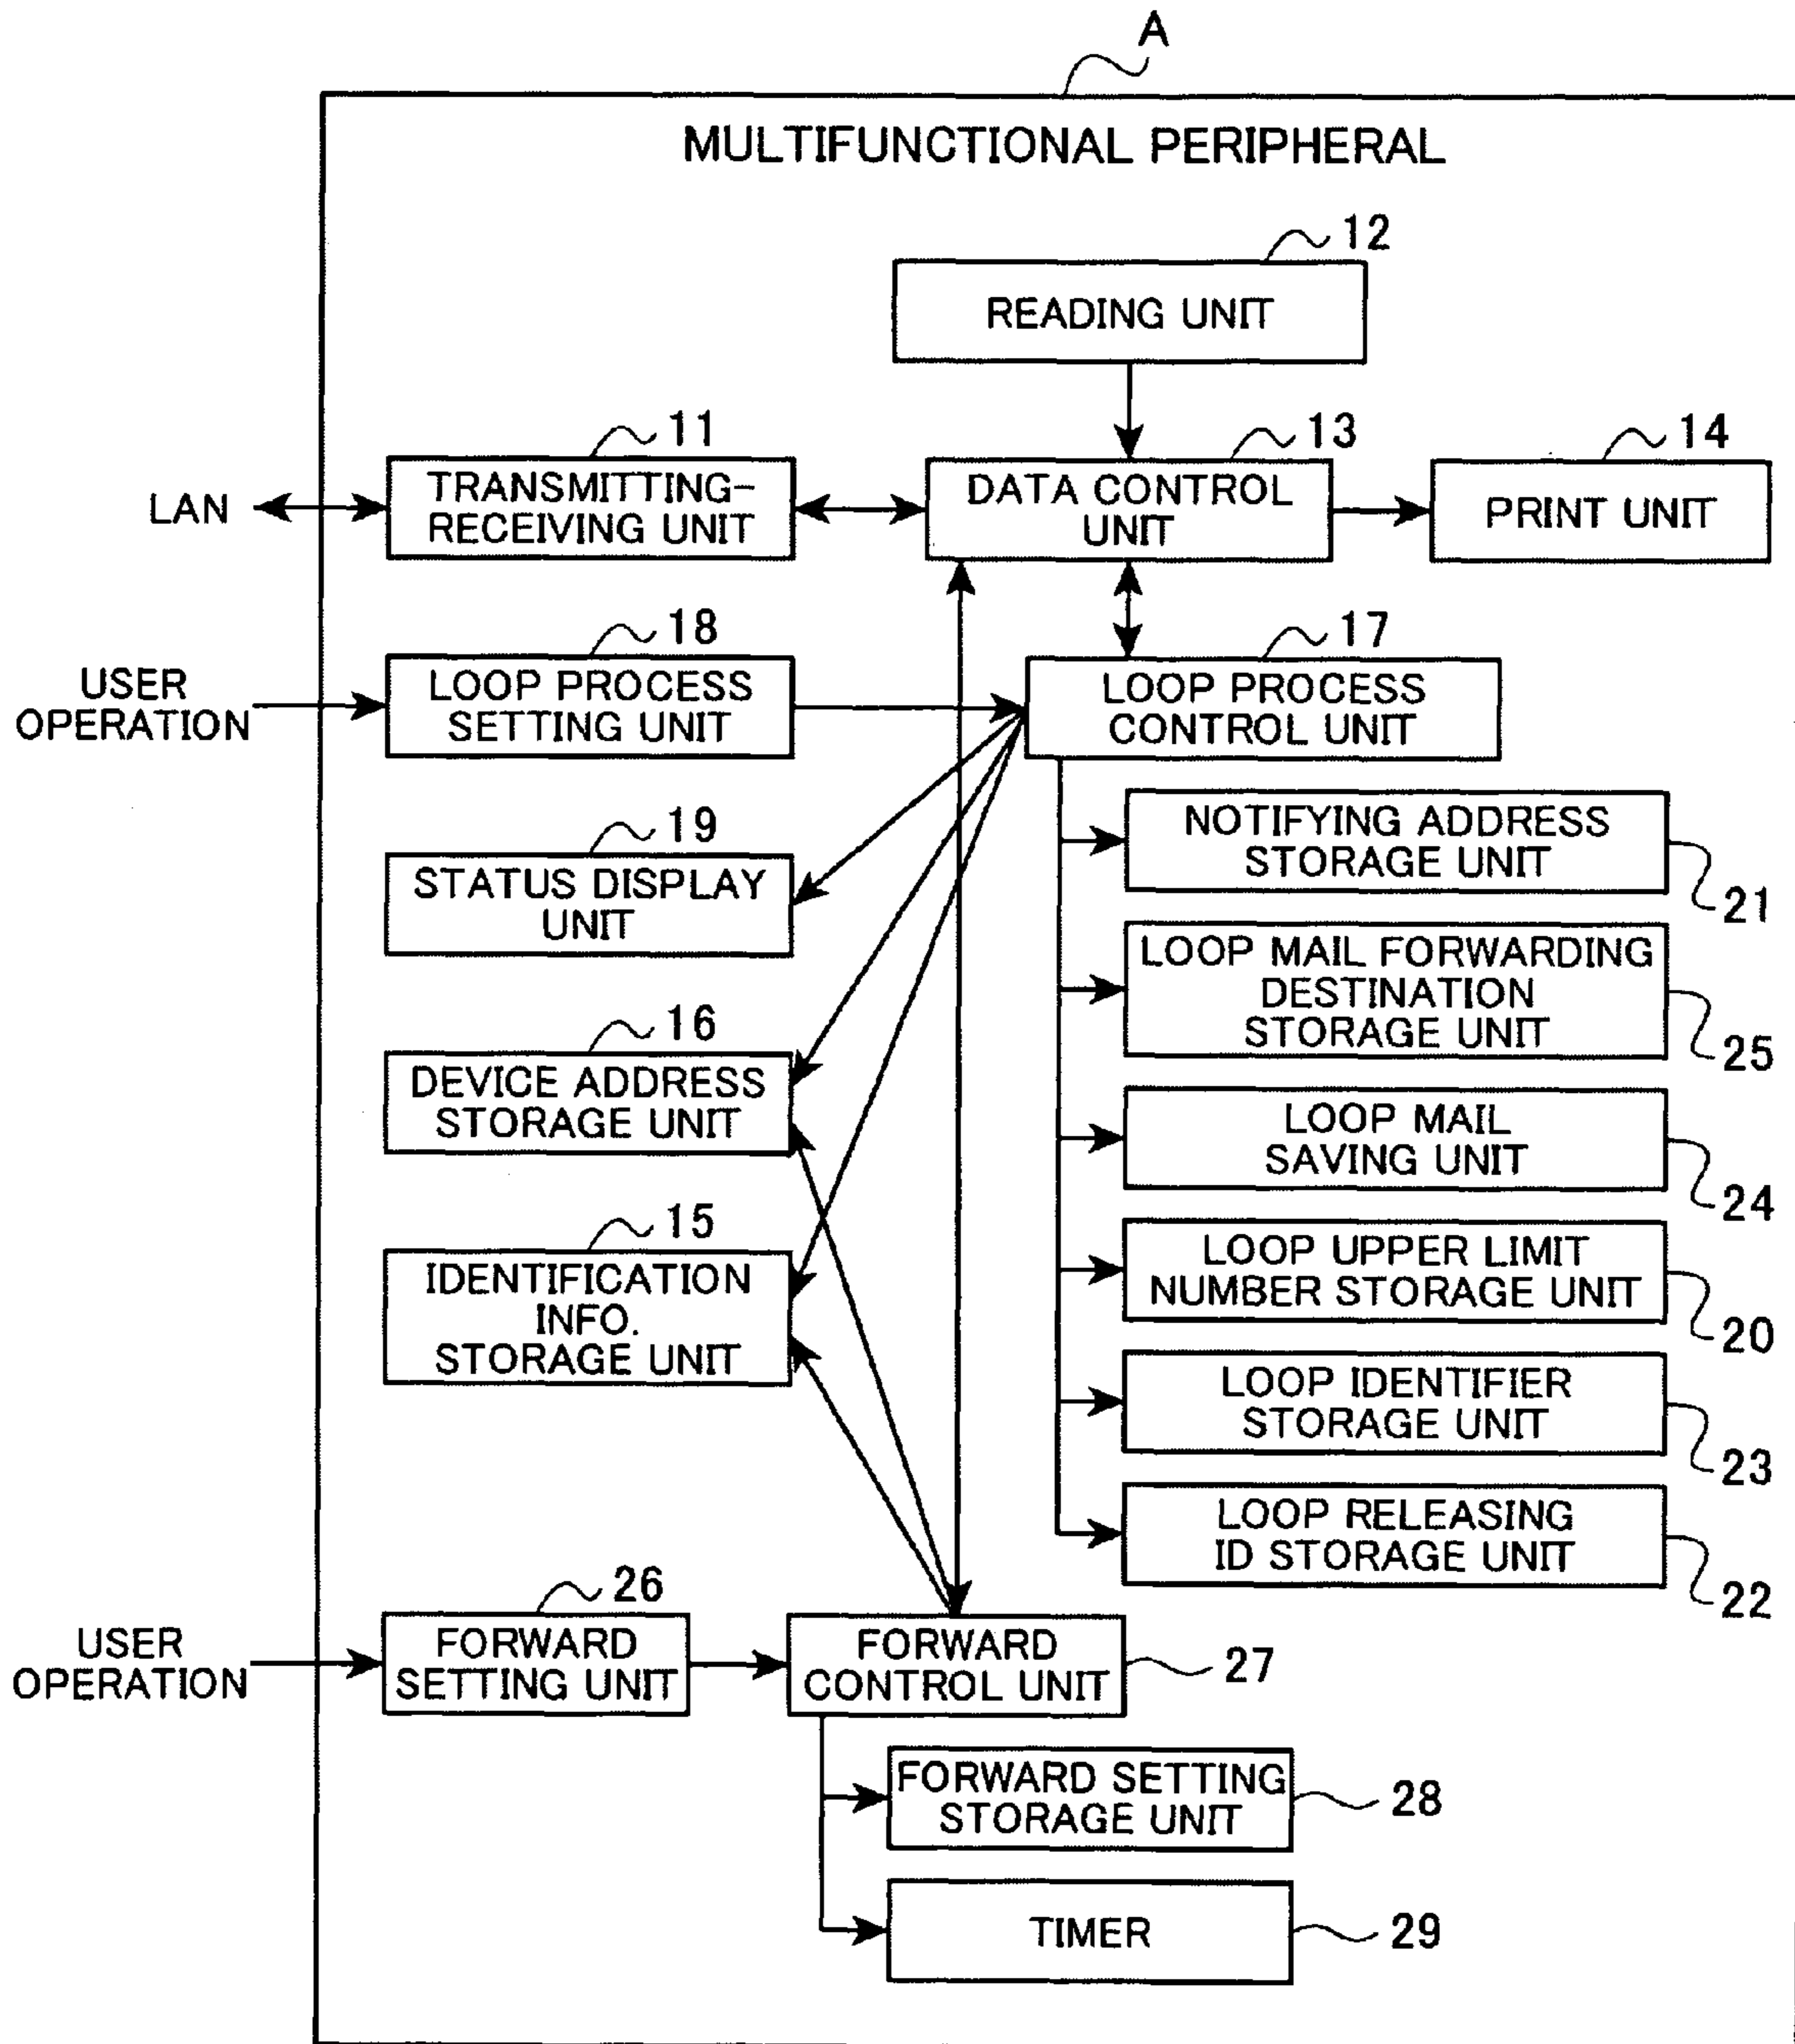 A
MULTIFUNCTIONAL PERIPHERAL
12
READING UNIT
11
TRANSMITTING-
RECEIVING UNIT
LAN
13
DATA CONTROL
UNIT
14
PRINT UNIT
18
LOOP PROCESS
SETTING UNIT
USER
OPERATION
17
LOOP PROCESS
CONTROL UNIT
19
STATUS DISPLAY
UNIT
NOTIFYING ADDRESS
STORAGE UNIT
21
LOOP MAIL FORWARDING
DESTINATION
STORAGE UNIT
25
16
DEVICE ADDRESS
STORAGE UNIT
LOOP MAIL
SAVING UNIT
24
15
IDENTIFICATION
INFO.
STORAGE UNIT
LOOP UPPER LIMIT
NUMBER STORAGE UNIT
20
LOOP IDENTIFIER
STORAGE UNIT
23
LOOP RELEASING
ID STORAGE UNIT
22
26
USER
OPERATION
FORWARD
SETTING UNIT
FORWARD
CONTROL UNIT
27
FORWARD SETTING
STORAGE UNIT
28
TIMER
29